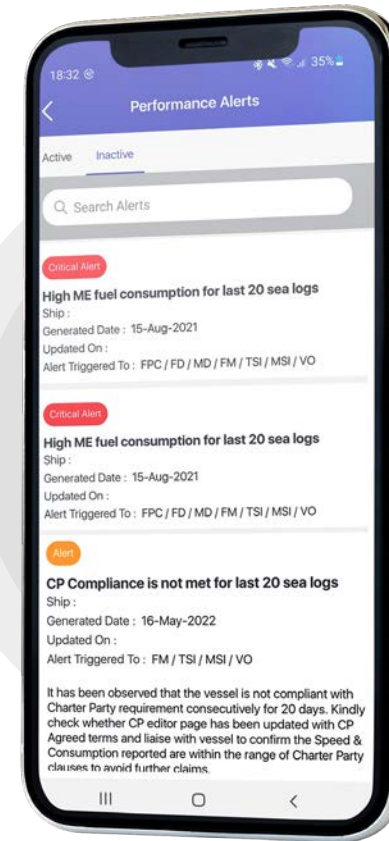 18:32
35%
Performance Alerts
Active Inactive
Search Alerts
Critical Alert
High ME fuel consumption for last 20 sea logs
Ship :
Generated Date : 15-Aug-2021
Updated On :
Alert Triggered To : FPC / FD / MD / FM / TSI / MSI / VO
Critical Alert
High ME fuel consumption for last 20 sea logs
Ship :
Generated Date : 15-Aug-2021
Updated On :
Alert Triggered To : FPC / FD / MD / FM / TSI / MSI / VO
Alert
CP Compliance is not met for last 20 sea logs
Ship :
Generated Date : 16-May-2022
Updated On :
Alert Triggered To : FM / TSI / MSI / VO
It has been observed that the vessel is not compliant with
Charter Party requirement consecutively for 20 days. Kindly
check whether CP editor page has been updated with CP
Agreed terms and liaise with vessel to confirm the Speed &
Consumption reported are within the range of Charter Party
clauses to avoid further claims.